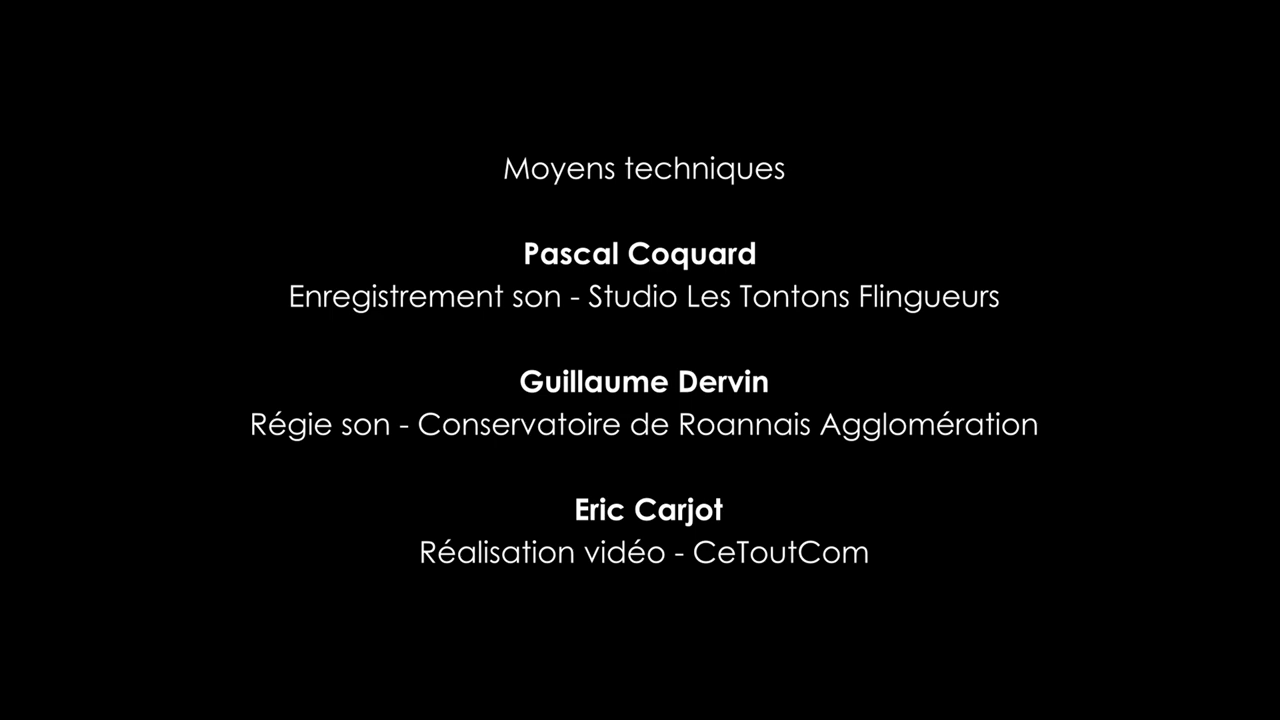 Moyens techniques
Pascal Coquard
Enregistrement son - Studio Les Tontons Flingueurs
Guillaume Dervin
Régie son - Conservatoire de Roannais Agglomération
Eric Carjot
Réalisation vidéo - CeToutCom